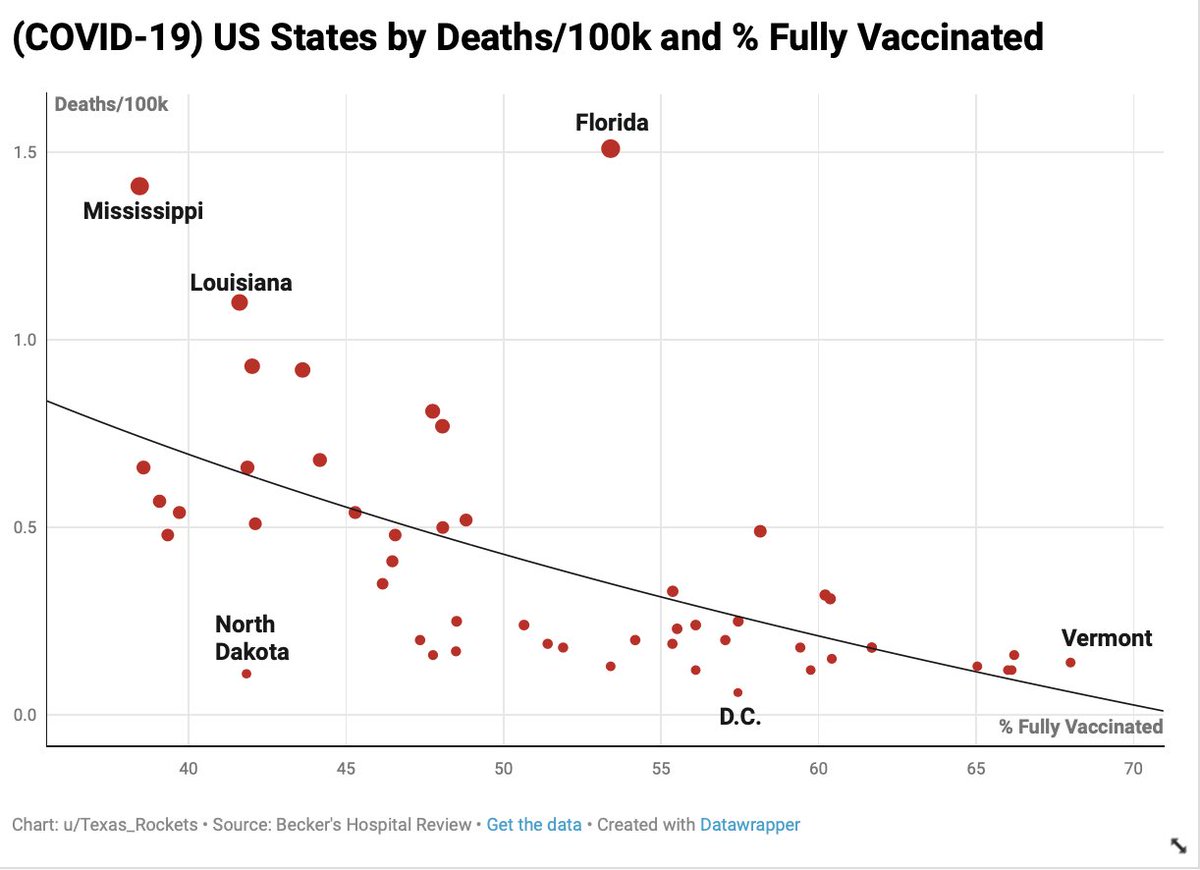 (COVID-19) US States by Deaths/100k and % Fully Vaccinated
Deaths/100k
Florida
1.5
Mississippi
Louisiana
1.0
0.5
North
Dakota
Vermont
0.0
D.C.
% Fully Vaccinated
40 45 50 55 60 65 70
Chart: u/Texas_Rockets • Source: Becker's Hospital Review • Get the data • Created with Datawrapper